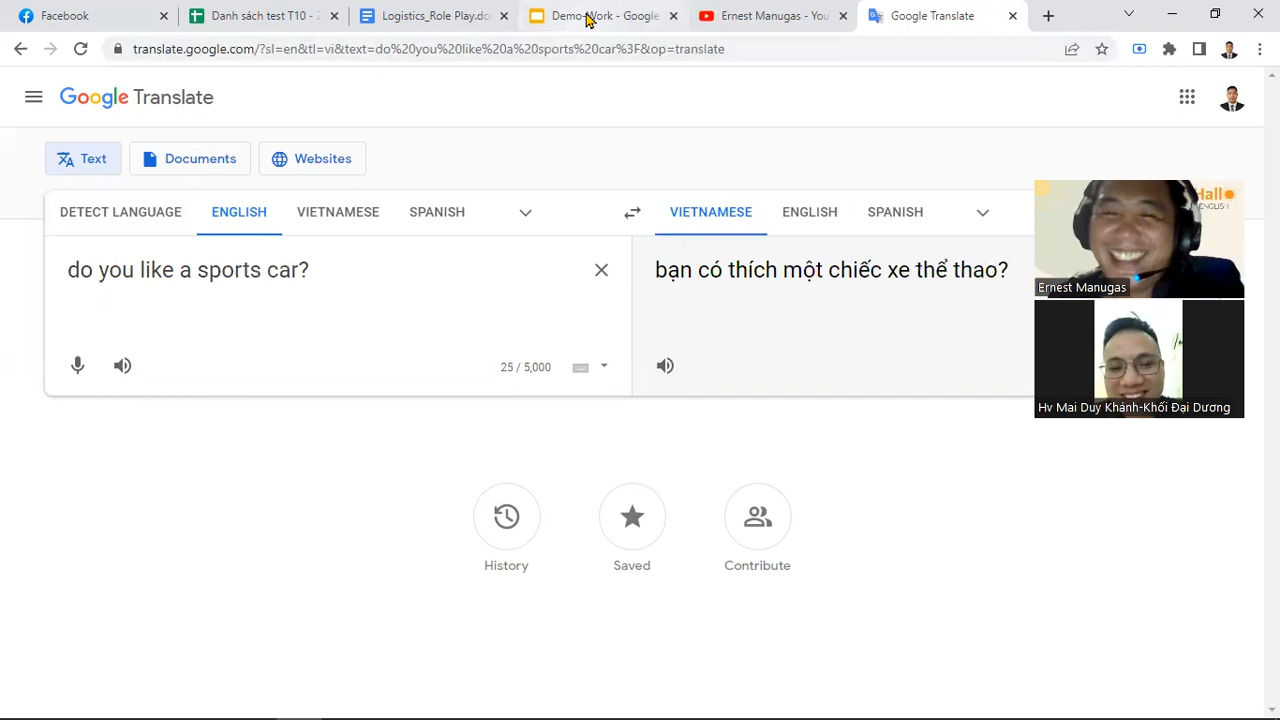 Facebook
Danh sách test T10 - 2
Logistics_Role Play.do
Demo-Work - Google
Ernest Manugas - You
Google Translate
translate.google.com/?sl=en&tl=vi&text=do%20you%20like%20a%20sports%20car%3F&op=translate
Google Translate
Text
Documents
Websites
DETECT LANGUAGE
ENGLISH
VIETNAMESE
SPANISH
VIETNAMESE
ENGLISH
SPANISH
do you like a sports car?
bạn có thích một chiếc xe thể thao?
25 / 5,000
Hallo
ENGLISH
Ernest Manugas
Hv Mai Duy Khánh-Khối Đại Dương
History
Saved
Contribute